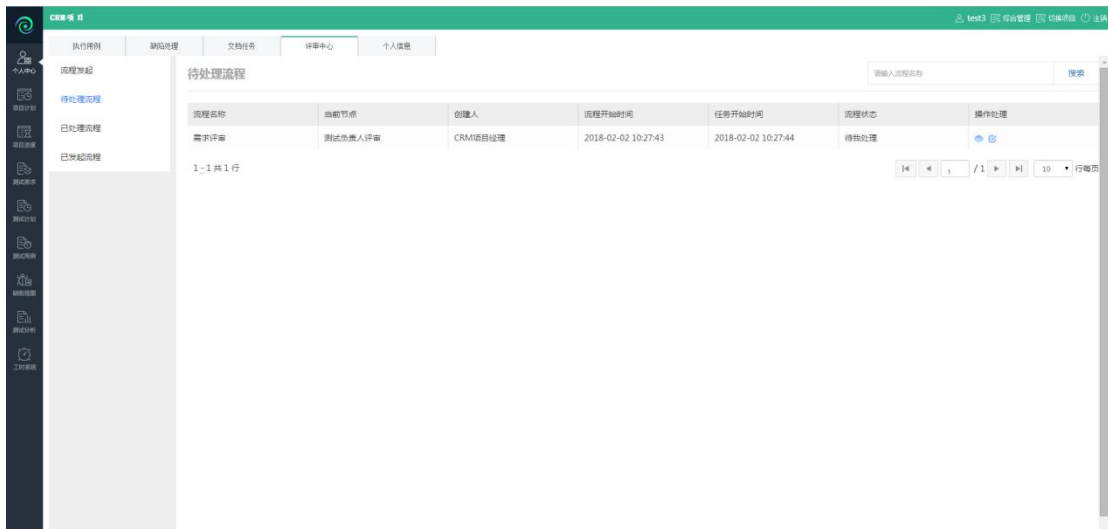 CRM项目
test3 综合管理 切换项目 注销
执行用例 缺陷处理 文档任务 评审中心 个人信息
个人中心
项目计划
项目进度
测试需求
测试计划
测试用例
测试分析
工时系统
流程发起
待处理流程
已处理流程
已发起流程
待处理流程
请输入流程名称 搜索
流程名称 当前节点 创建人 流程开始时间 任务开始时间 流程状态 操作处理
需求评审 测试负责人评审 CRM项目经理 2018-02-02 10:27:43 2018-02-02 10:27:44 待我处理
1 - 1 共 1 行
1 / 1 10 行每页